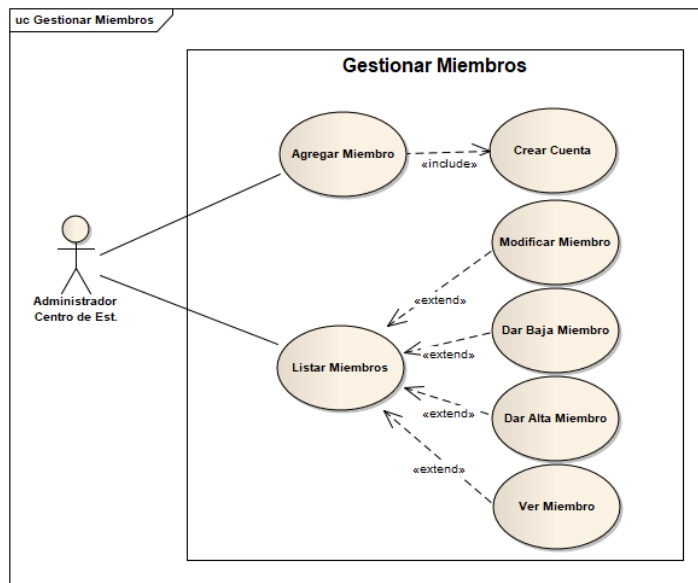 uc Gestionar Miembros
Gestionar Miembros
Agregar Miembro
«include»
Crear Cuenta
Modificar Miembro
«extend»
Administrador
Centro de Est.
Dar Baja Miembro
«extend»
Listar Miembros
Dar Alta Miembro
«extend»
«extend»
Ver Miembro